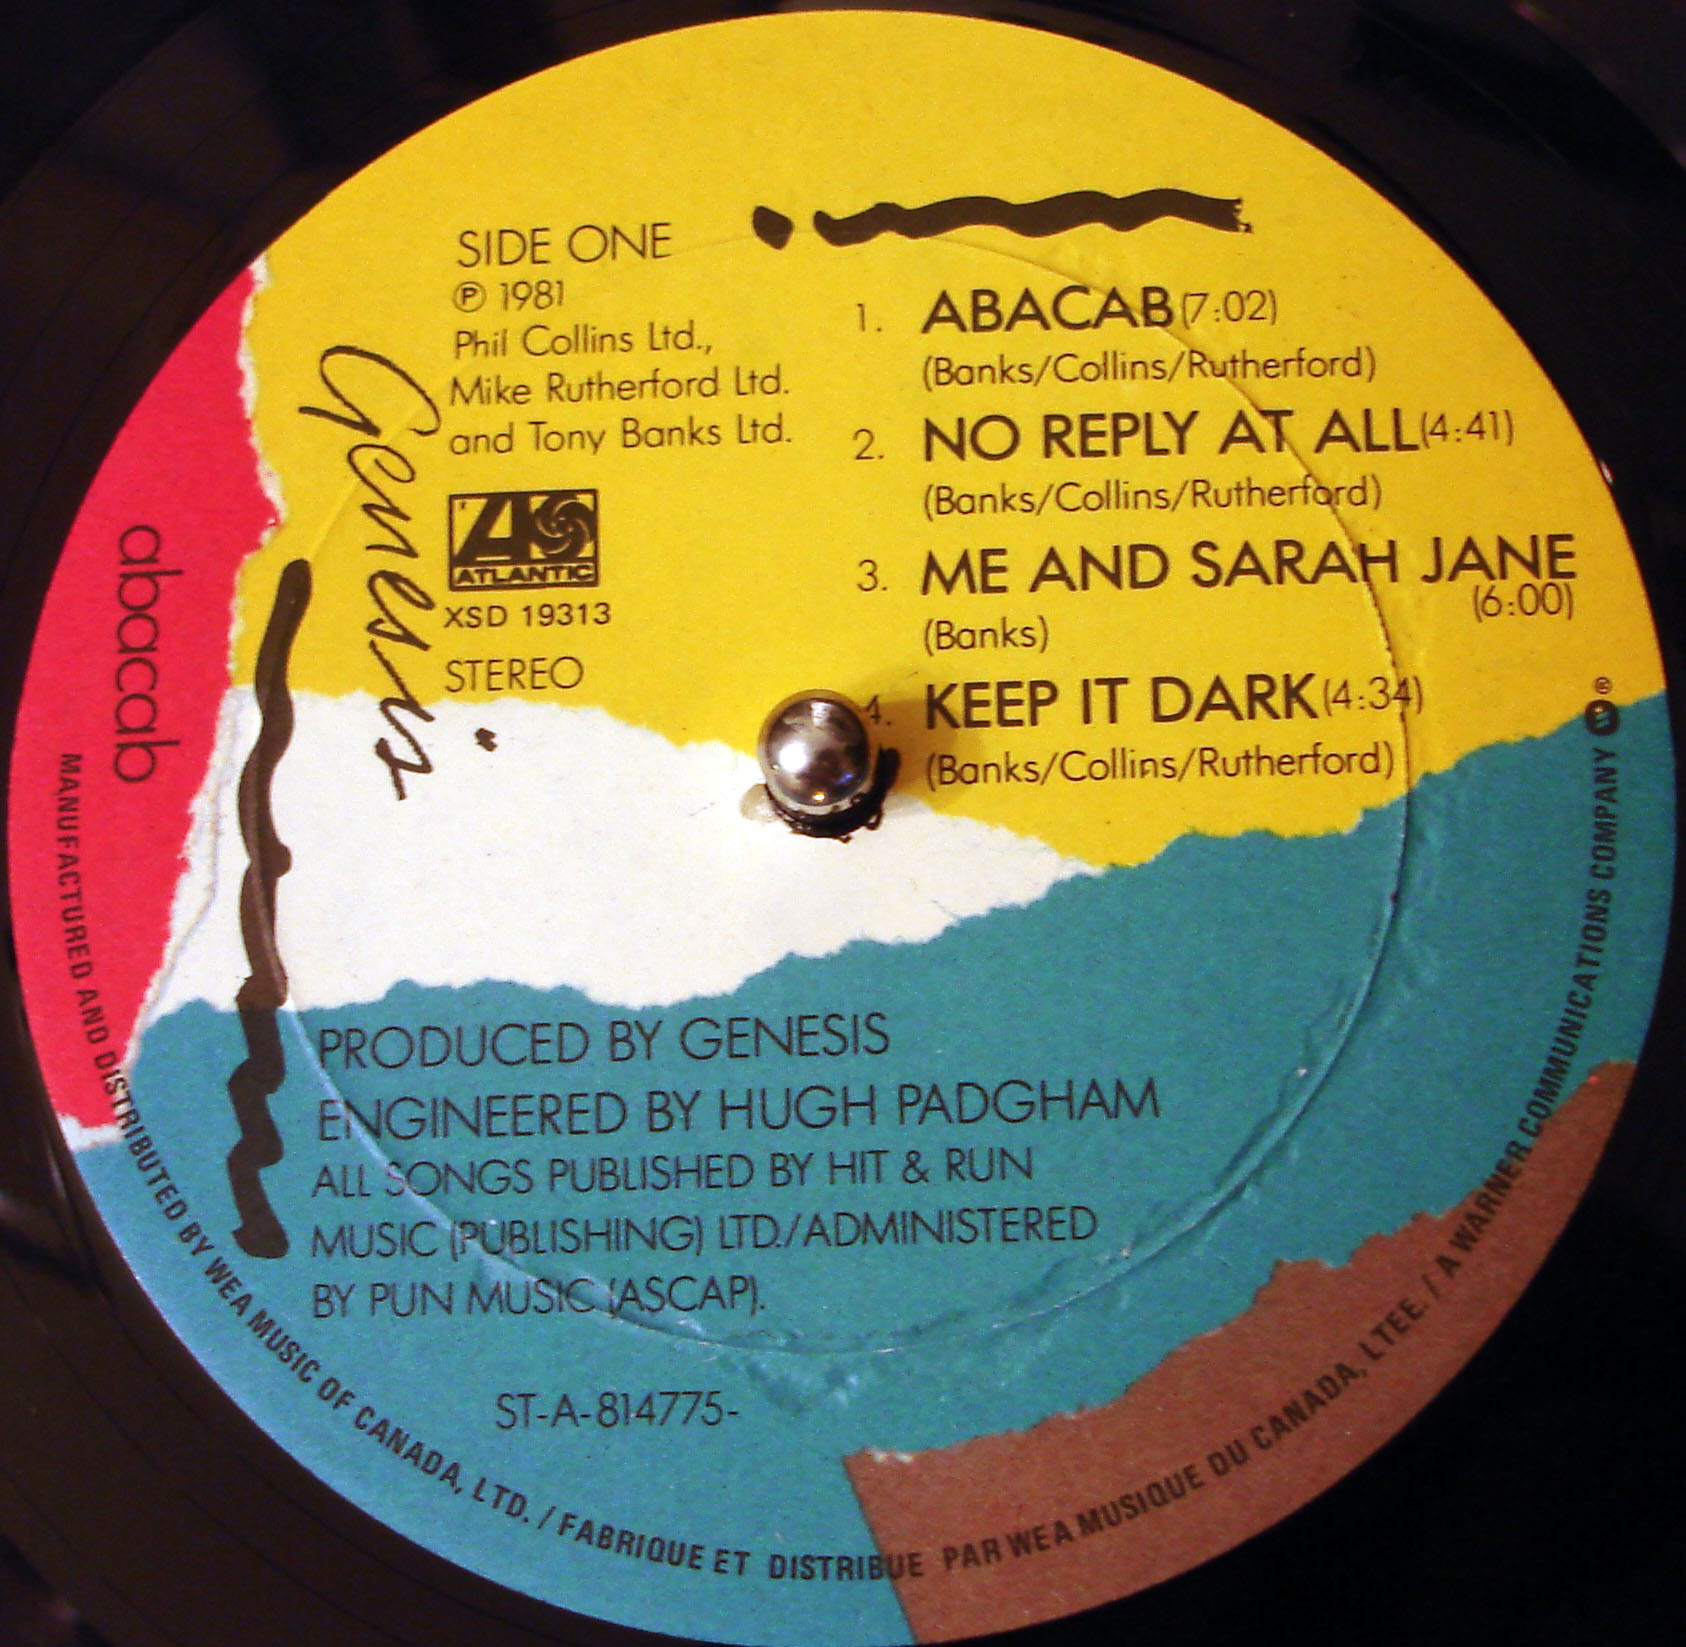 SIDE ONE
℗ 1981
Phil Collins Ltd.,
Mike Rutherford Ltd.
and Tony Banks Ltd.
ATLANTIC
XSD 19313
STEREO
Genesis
abacab
1. ABACAB (7:02)
(Banks/Collins/Rutherford)
2. NO REPLY AT ALL (4:41)
(Banks/Collins/Rutherford)
3. ME AND SARAH JANE
(6:00)
(Banks)
4. KEEP IT DARK (4:34)
(Banks/Collins/Rutherford)
PRODUCED BY GENESIS
ENGINEERED BY HUGH PADGHAM
ALL SONGS PUBLISHED BY HIT & RUN
MUSIC (PUBLISHING) LTD./ADMINISTERED
BY PUN MUSIC (ASCAP).
ST-A-814775-
MANUFACTURED AND DISTRIBUTED BY WEA MUSIC OF CANADA, LTD. / FABRIQUE ET DISTRIBUE PAR WEA MUSIQUE DU CANADA, LTEE. / A WARNER COMMUNICATIONS COMPANY ®